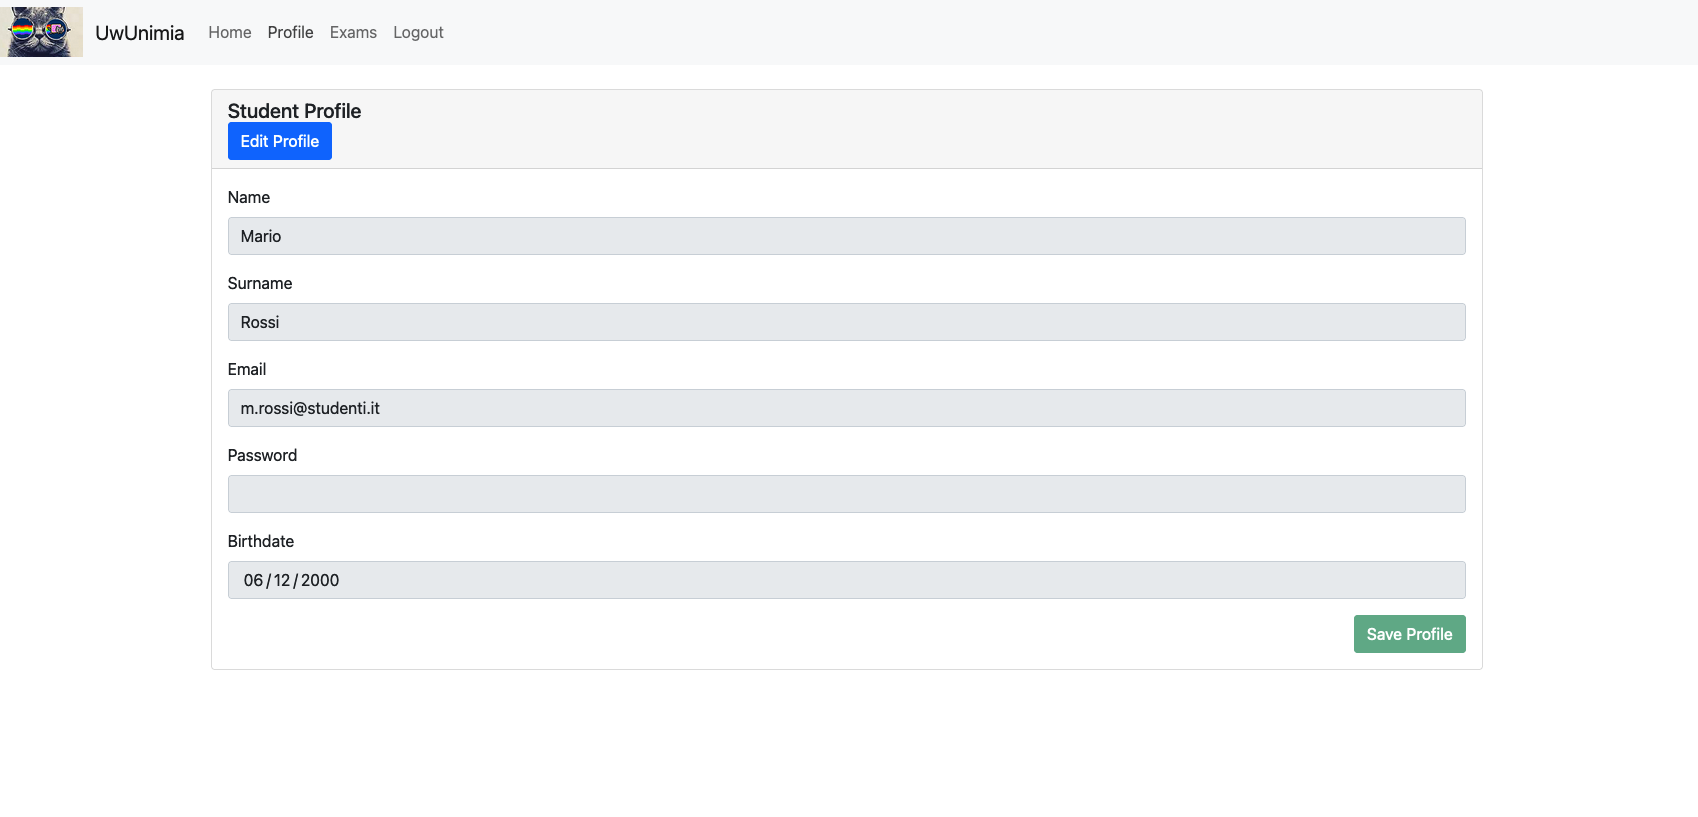 UwUnimia Home Profile Exams Logout
Student Profile
Edit Profile
Name
Mario
Surname
Rossi
Email
m.rossi@studenti.it
Password
Birthdate
06/12/2000
Save Profile